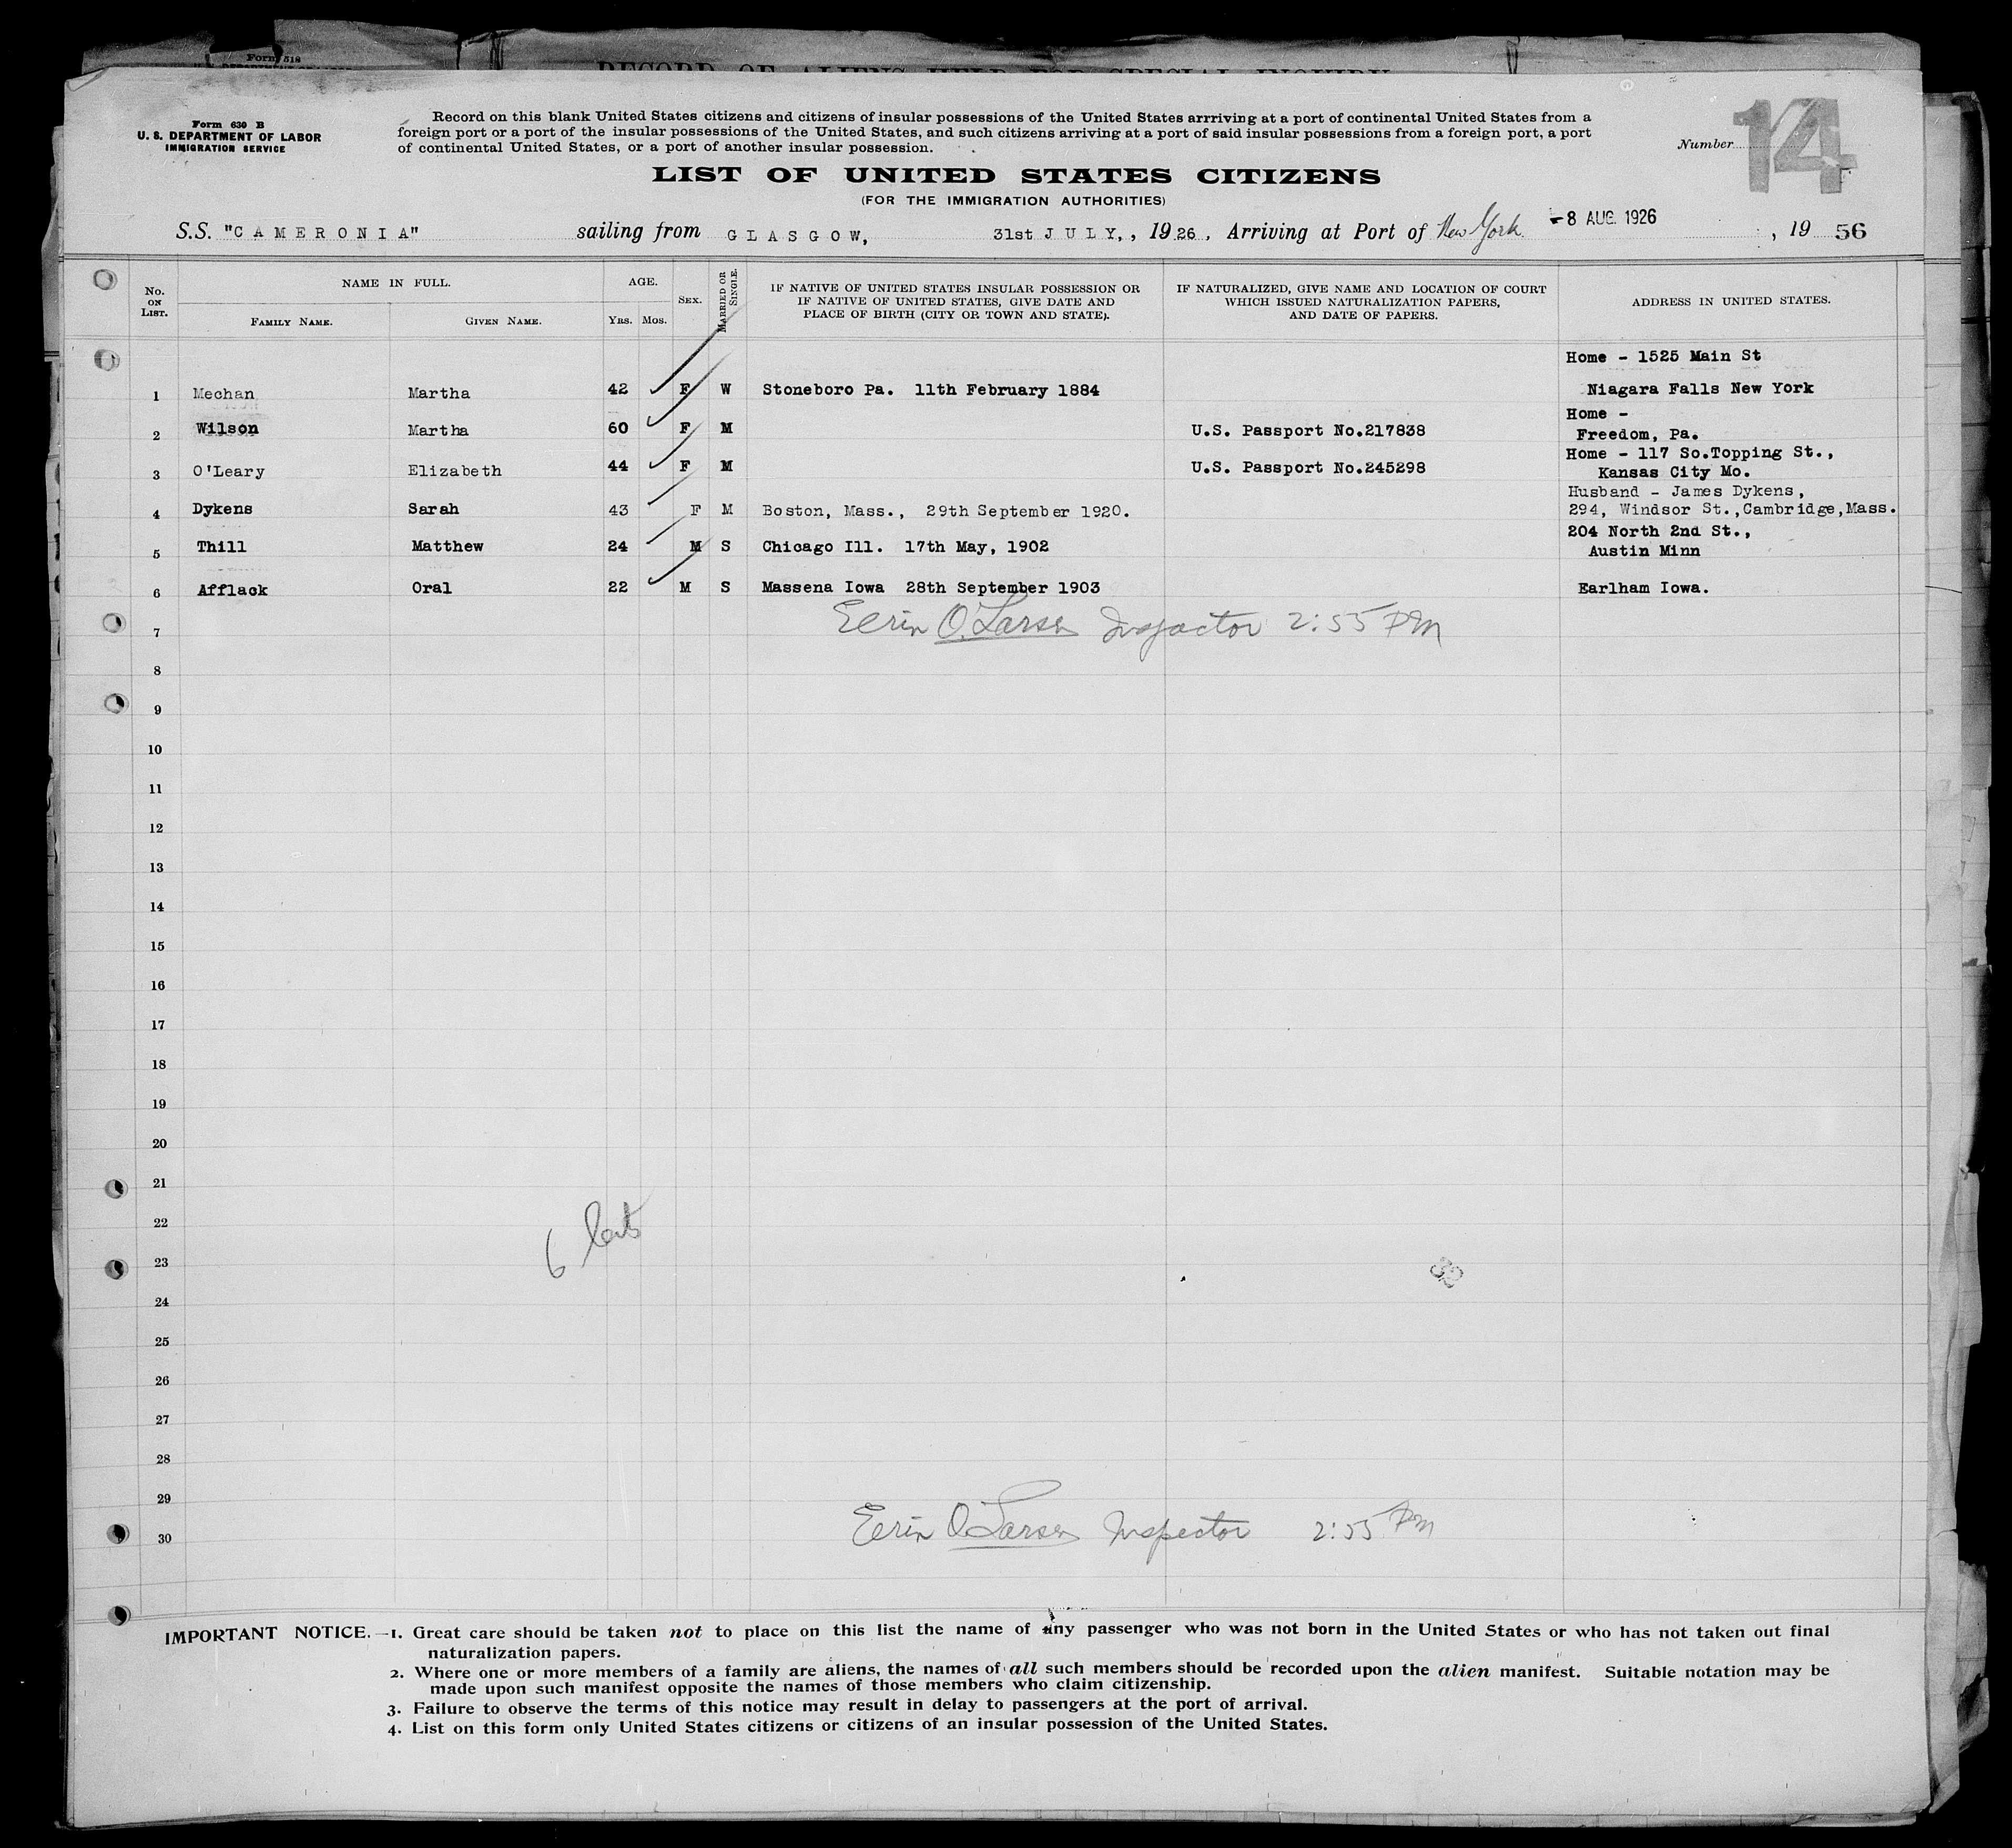 Form 518
RECORD OF ALIENS HELD FOR SPECIAL INQUIRY
Form 630 B
U. S. DEPARTMENT OF LABOR
IMMIGRATION SERVICE
Record on this blank United States citizens and citizens of insular possessions of the United States arrriving at a port of continental United States from a
foreign port or a port of the insular possessions of the United States, and such citizens arriving at a port of said insular possessions from a foreign port, a port
of continental United States, or a port of another insular possession.
Number 14
LIST OF UNITED STATES CITIZENS
(FOR THE IMMIGRATION AUTHORITIES)
S.S. "CAMERONIA" sailing from GLASGOW, 31st JULY, , 19 26 , Arriving at Port of New York -8 AUG. 1926 , 19 56
No. ON LIST.
NAME IN FULL.
FAMILY NAME. GIVEN NAME.
AGE.
YRS. MOS.
SEX.
MARRIED OR SINGLE.
IF NATIVE OF UNITED STATES INSULAR POSSESSION OR
IF NATIVE OF UNITED STATES, GIVE DATE AND
PLACE OF BIRTH (CITY OR TOWN AND STATE).
IF NATURALIZED, GIVE NAME AND LOCATION OF COURT
WHICH ISSUED NATURALIZATION PAPERS,
AND DATE OF PAPERS.
ADDRESS IN UNITED STATES.
Home - 1525 Main St
1 Mechan Martha 42 F W Stoneboro Pa. 11th February 1884 Niagara Falls New York
Home -
2 Wilson Martha 60 F M U.S. Passport No.217838 Freedom, Pa.
Home - 117 So.Topping St.,
3 O'Leary Elizabeth 44 F M U.S. Passport No.245298 Kansas City Mo.
Husband - James Dykens,
4 Dykens Sarah 43 F M Boston, Mass., 29th September 1920. 294, Windsor St.,Cambridge,Mass.
204 North 2nd St.,
5 Thill Matthew 24 M S Chicago Ill. 17th May, 1902 Austin Minn
6 Afflack Oral 22 M S Massena Iowa 28th September 1903 Earlham Iowa.
7 O. Larsen Inspector 2:55 PM
8
9
10
11
12
13
14
15
16
17
18
19
20
21
22
6
23
32
24
25
26
27
28
29
30 O. Larsen Inspector 2:55 PM
IMPORTANT NOTICE.—1. Great care should be taken not to place on this list the name of any passenger who was not born in the United States or who has not taken out final
naturalization papers.
2. Where one or more members of a family are aliens, the names of all such members should be recorded upon the alien manifest. Suitable notation may be
made upon such manifest opposite the names of those members who claim citizenship.
3. Failure to observe the terms of this notice may result in delay to passengers at the port of arrival.
4. List on this form only United States citizens or citizens of an insular possession of the United States.